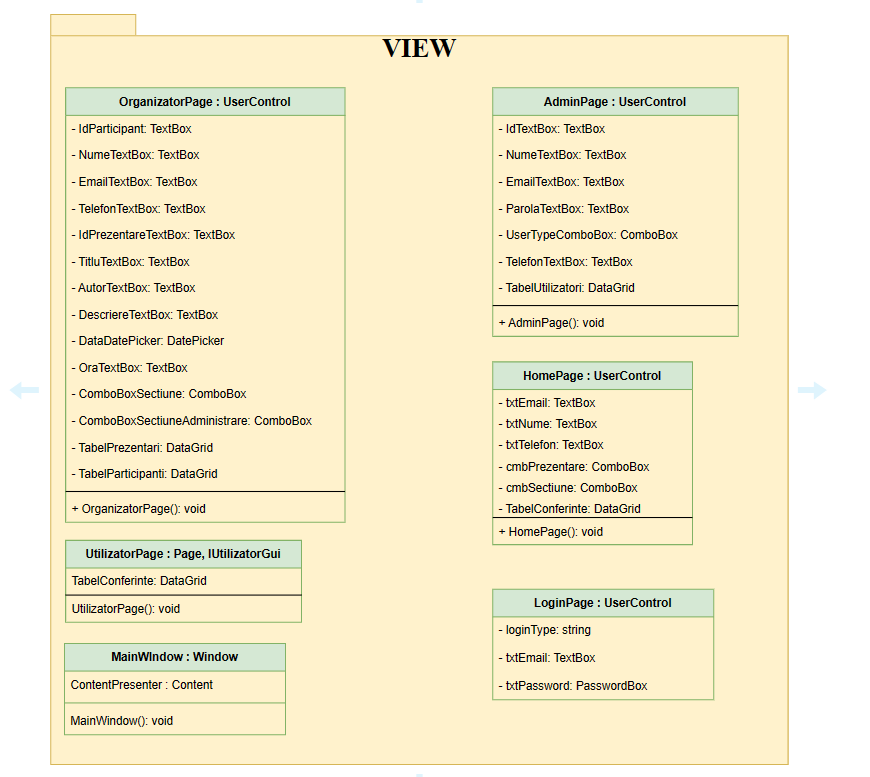 VIEW
OrganizatorPage : UserControl
- IdParticipant: TextBox
- NumeTextBox: TextBox
- EmailTextBox: TextBox
- TelefonTextBox: TextBox
- IdPrezentareTextBox: TextBox
- TitluTextBox: TextBox
- AutorTextBox: TextBox
- DescriereTextBox: TextBox
- DataDatePicker: DatePicker
- OraTextBox: TextBox
- ComboBoxSectiune: ComboBox
- ComboBoxSectiuneAdministrare: ComboBox
- TabelPrezentari: DataGrid
- TabelParticipanti: DataGrid
+ OrganizatorPage(): void
UtilizatorPage : Page, IUtilizatorGui
TabelConferinte: DataGrid
UtilizatorPage(): void
MainWIndow : Window
ContentPresenter : Content
MainWindow(): void
AdminPage : UserControl
- IdTextBox: TextBox
- NumeTextBox: TextBox
- EmailTextBox: TextBox
- ParolaTextBox: TextBox
- UserTypeComboBox: ComboBox
- TelefonTextBox: TextBox
- TabelUtilizatori: DataGrid
+ AdminPage(): void
HomePage : UserControl
- txtEmail: TextBox
- txtNume: TextBox
- txtTelefon: TextBox
- cmbPrezentare: ComboBox
- cmbSectiune: ComboBox
- TabelConferinte: DataGrid
+ HomePage(): void
LoginPage : UserControl
- loginType: string
- txtEmail: TextBox
- txtPassword: PasswordBox